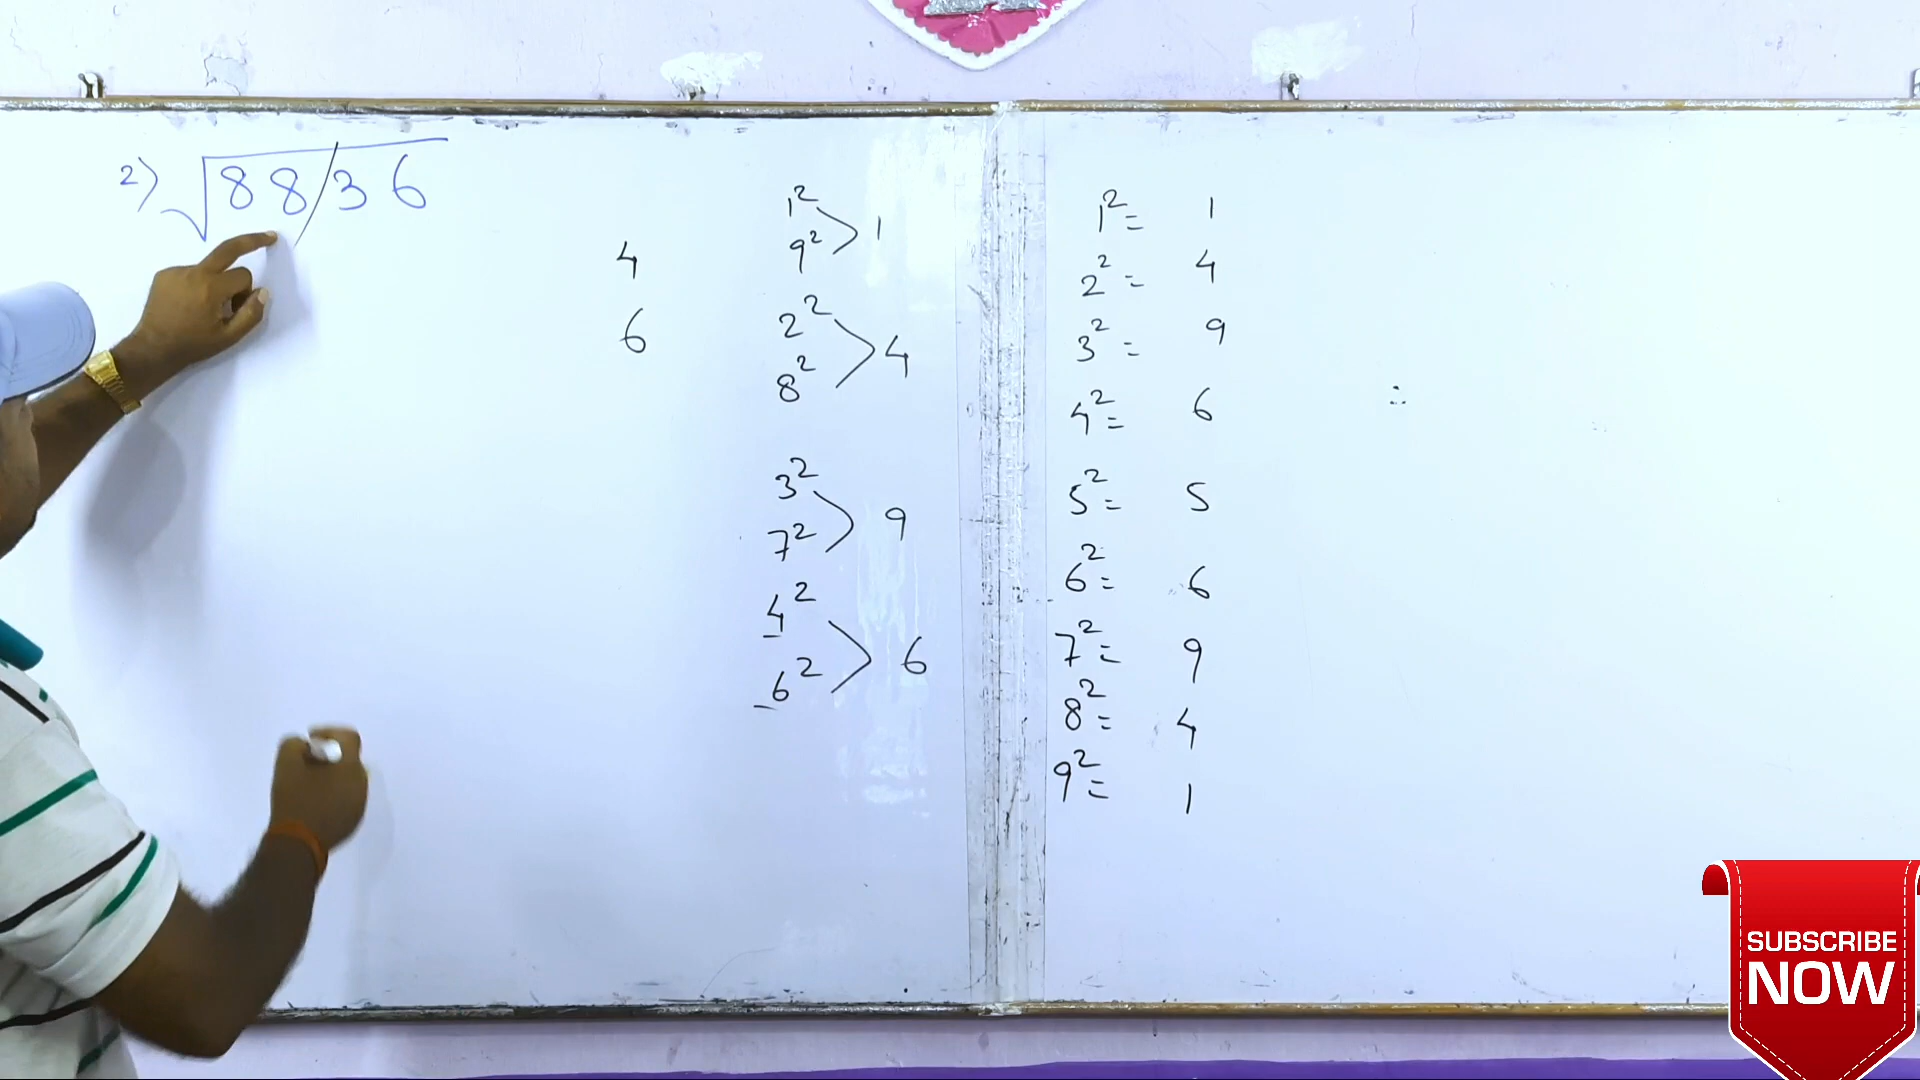 2) √88/36
4
6
1² > 1
9²
2² > 4
8²
3² > 9
7²
4² > 6
6²
1² = 1
2² = 4
3² = 9
4² = 6
5² = 5
6² = 6
7² = 9
8² = 4
9² = 1
SUBSCRIBE
NOW